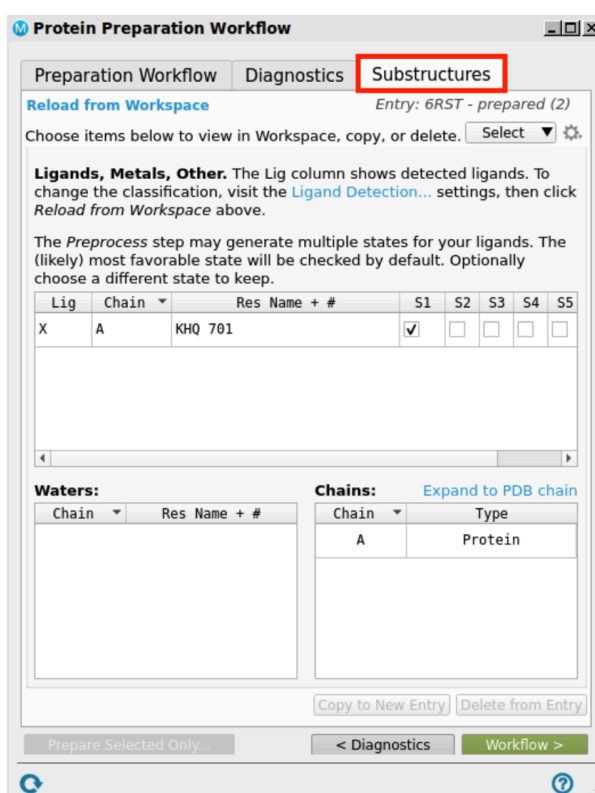 M Protein Preparation Workflow
Preparation Workflow Diagnostics Substructures
Reload from Workspace Entry: 6RST - prepared (2)
Choose items below to view in Workspace, copy, or delete. Select
Ligands, Metals, Other. The Lig column shows detected ligands. To
change the classification, visit the Ligand Detection... settings, then click
Reload from Workspace above.
The Preprocess step may generate multiple states for your ligands. The
(likely) most favorable state will be checked by default. Optionally
choose a different state to keep.
Lig Chain Res Name + # S1 S2 S3 S4 S5
X A KHQ 701
Waters: Chains: Expand to PDB chain
Chain Res Name + # Chain Type
A Protein
Copy to New Entry Delete from Entry
Prepare Selected Only... < Diagnostics Workflow >
?